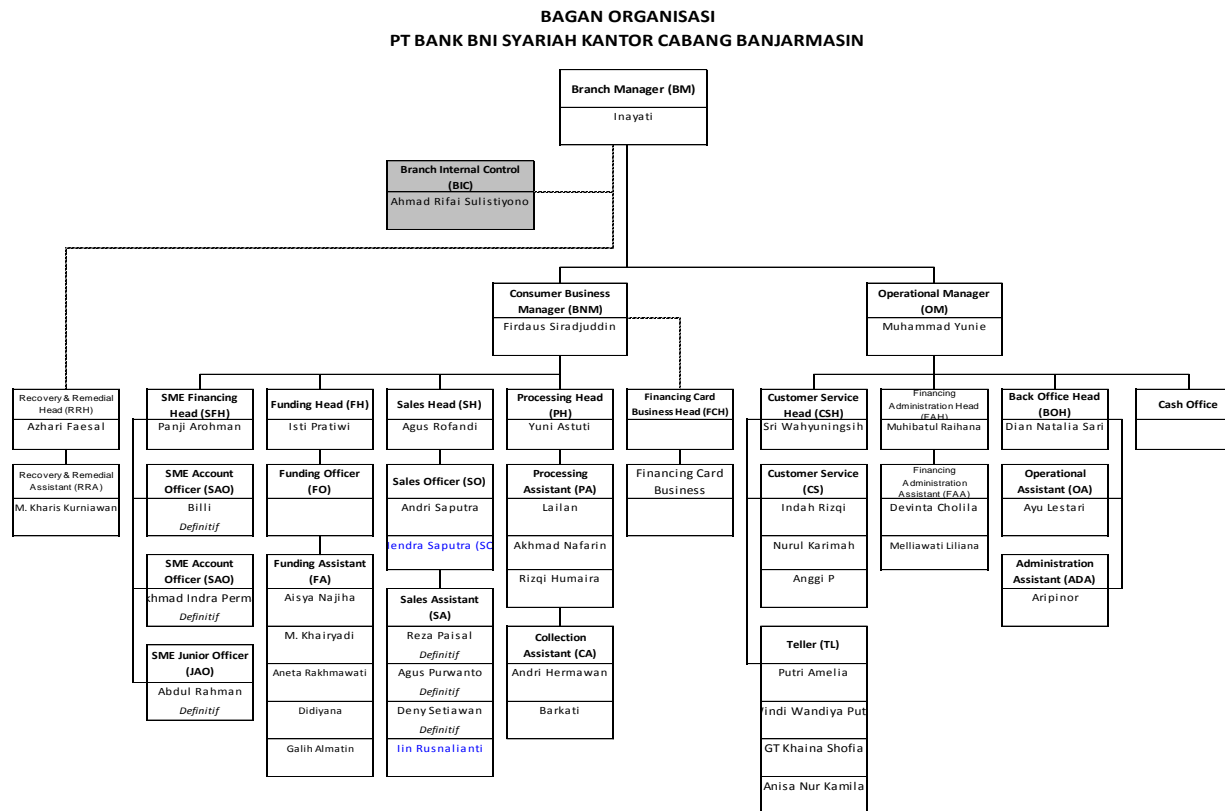 BAGAN ORGANISASI
PT BANK BNI SYARIAH KANTOR CABANG BANJARMASIN
Branch Manager (BM)
Inayati
Branch Internal Control
(BIC)
Ahmad Rifai Sulistiyono
Consumer Business
Manager (BNM)
Firdaus Siradjuddin
Operational Manager
(OM)
Muhammad Yunie
Recovery & Remedial
Head (RRH)
Azhari Faesal
Recovery & Remedial
Assistant (RRA)
M. Kharis Kurniawan
SME Financing
Head (SFH)
Panji Arohman
SME Account
Officer (SAO)
Billi
Definitif
SME Account
Officer (SAO)
khmad Indra Perm
Definitif
SME Junior Officer
(JAO)
Abdul Rahman
Definitif
Funding Head (FH)
Isti Pratiwi
Funding Officer
(FO)
Funding Assistant
(FA)
Aisya Najiha
M. Khairyadi
Aneta Rakhmawati
Didiyana
Galih Almatin
Sales Head (SH)
Agus Rofandi
Sales Officer (SO)
Andri Saputra
Hendra Saputra (SO
Sales Assistant
(SA)
Reza Paisal
Definitif
Agus Purwanto
Definitif
Deny Setiawan
Definitif
Iin Rusnalianti
Processing Head
(PH)
Yuni Astuti
Processing
Assistant (PA)
Lailan
Akhmad Nafarin
Rizqi Humaira
Collection
Assistant (CA)
Andri Hermawan
Barkati
Financing Card
Business Head (FCH)
Financing Card
Business
Customer Service
Head (CSH)
Sri Wahyuningsih
Customer Service
(CS)
Indah Rizqi
Nurul Karimah
Anggi P
Teller (TL)
Putri Amelia
Vindi Wandiya Put
GT Khaina Shofia
Anisa Nur Kamila
Financing
Administration Head
(FAH)
Muhibatul Raihana
Financing
Administration
Assistant (FAA)
Devinta Cholila
Melliawati Liliana
Back Office Head
(BOH)
Dian Natalia Sari
Operational
Assistant (OA)
Ayu Lestari
Administration
Assistant (ADA)
Aripinor
Cash Office